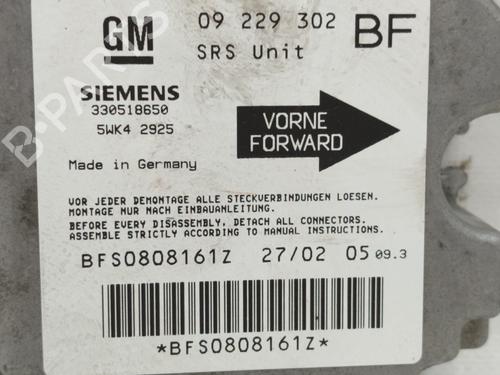 GM
09 229 302 BF
SRS Unit
SIEMENS
330518650
5WK4 2925
VORNE
FORWARD
Made in Germany
VOR JEDER DEMONTAGE ALLE STECKVERBINDUNGEN LOESEN.
MONTAGE NUR NACH EINBAUANLEITUNG.
BEFORE EVERY DISASSEMBLY, DETACH ALL CONNECTORS.
ASSEMBLE STRICTLY ACCORDING TO MANUAL INSTRUCTIONS.
BFS0808161Z 27/02 05 09.3
*BFS0808161Z*
B-PARTS